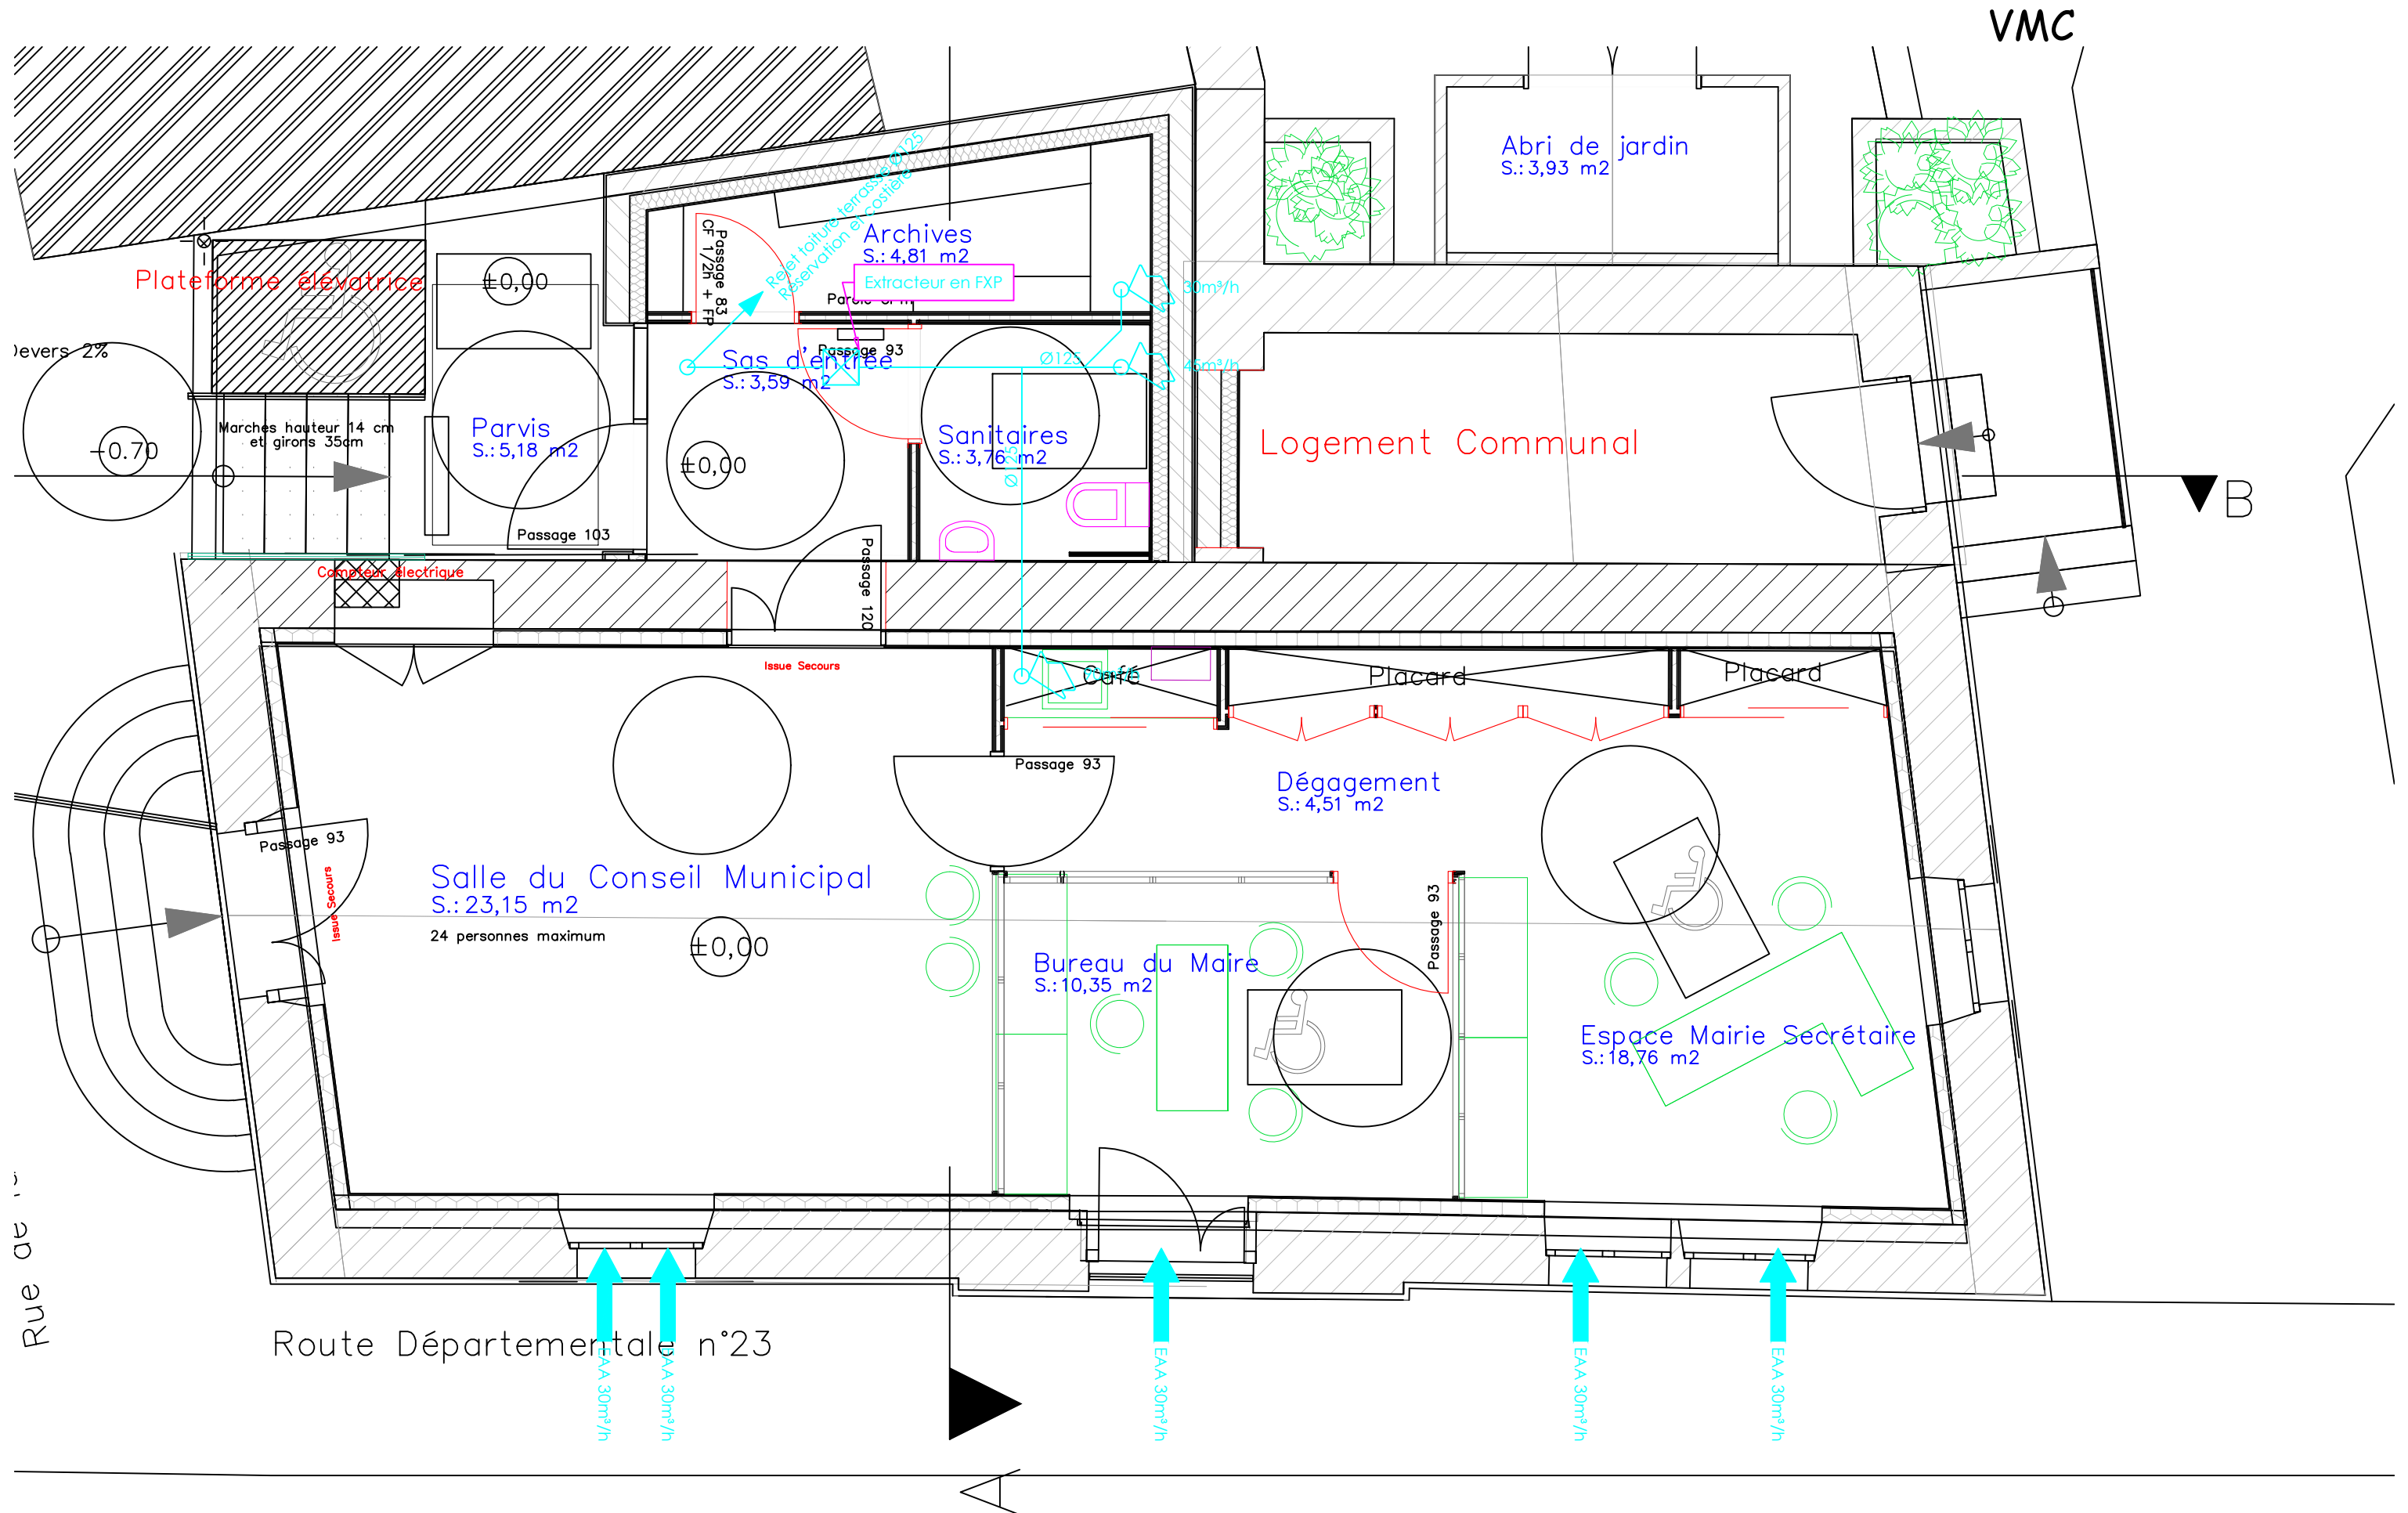 VMC
Abri de jardin
S.: 3,93 m2
Rejet toiture terrasse Ø125
Réservation et costière
Archives
S.: 4,81 m2
Extracteur en FXP
Passage 83
CF 1/2h + FP
Plateforme élévatrice
±0,00
30m³/h
Devers 2%
Passage 93
Sas d'entrée
S.: 3,59 m2
Ø125
45m³/h
Marches hauteur 14 cm
et girons 35cm
-0.70
Parvis
S.: 5,18 m2
±0,00
Sanitaires
S.: 3,76 m2
Ø125
Logement Communal
B
Passage 103
Passage 120
Compteur électrique
Issue Secours
Café
Placard
Placard
Passage 93
Dégagement
S.: 4,51 m2
Passage 93
Issue Secours
Salle du Conseil Municipal
S.: 23,15 m2
24 personnes maximum
±0,00
Passage 93
Bureau du Maire
S.: 10,35 m2
Espace Mairie Secrétaire
S.: 18,76 m2
Rue de
Route Départementale n°23
EAA 30m³/h
EAA 30m³/h
EAA 30m³/h
EAA 30m³/h
EAA 30m³/h
A